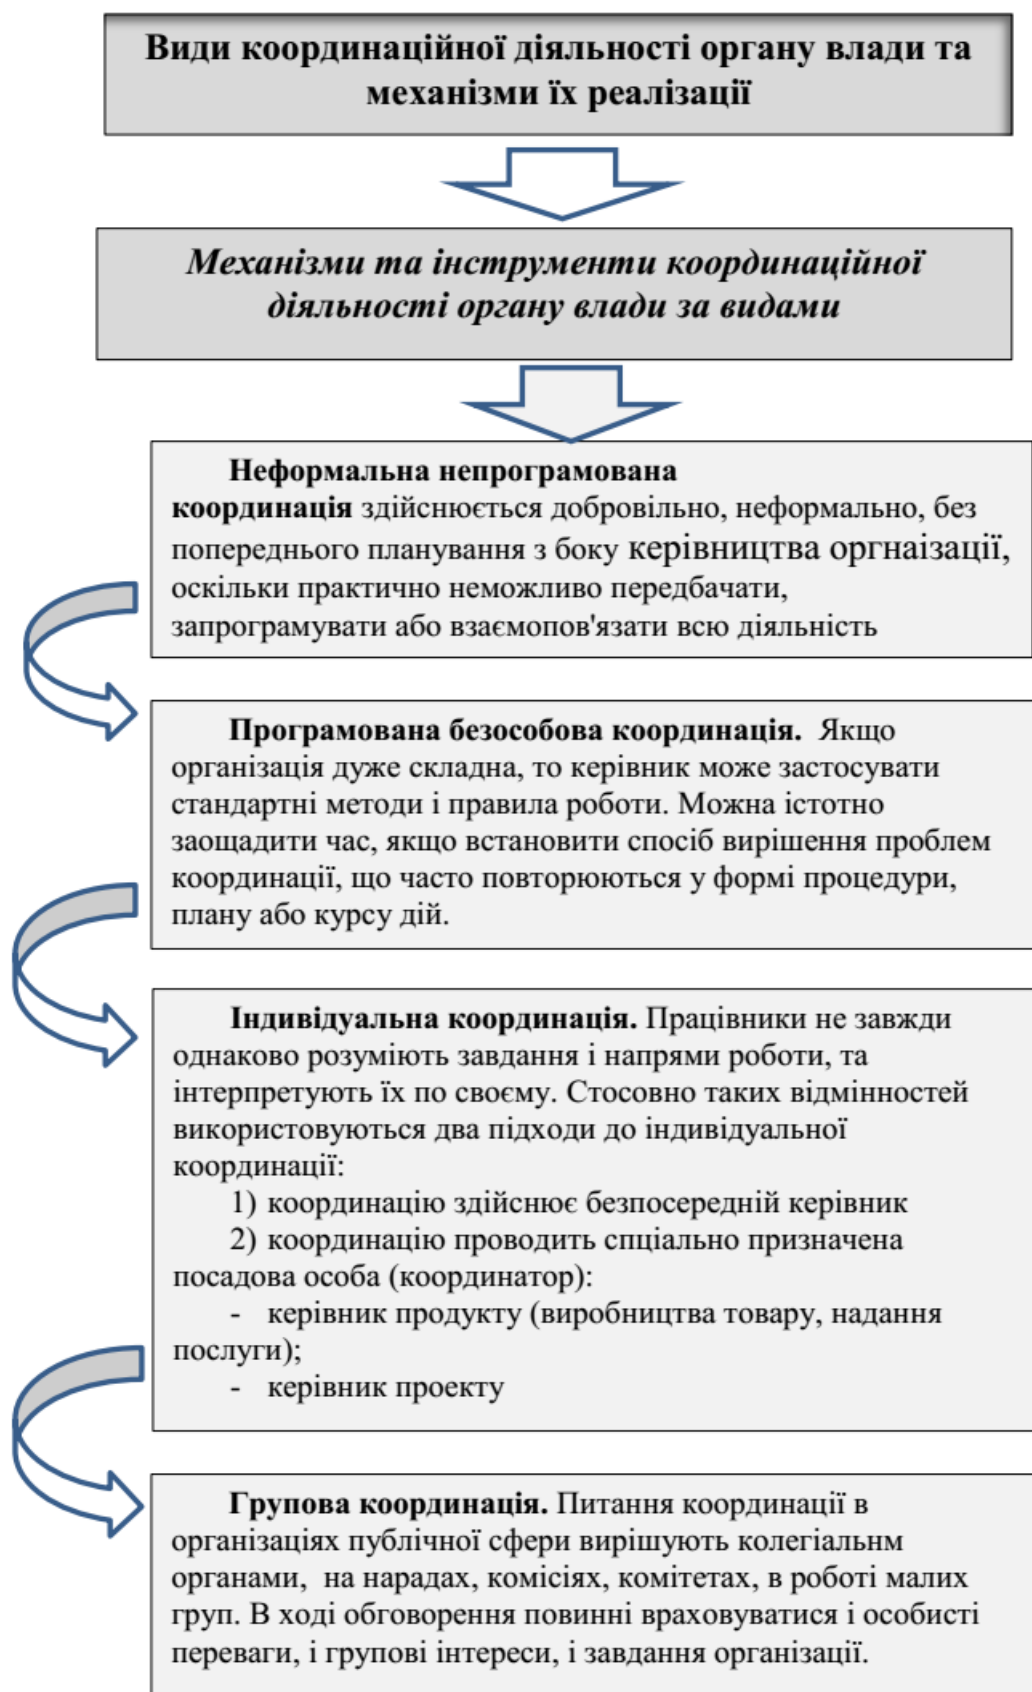 Види координаційної діяльності органу влади та
механізми їх реалізації
Механізми та інструменти координаційної
діяльності органу влади за видами
Неформальна непрограмована
координація здійснюється добровільно, неформально, без
попереднього планування з боку керівництва оргнаізації,
оскільки практично неможливо передбачати,
запрограмувати або взаємопов'язати всю діяльність
Програмована безособова координація. Якщо
організація дуже складна, то керівник може застосувати
стандартні методи і правила роботи. Можна істотно
заощадити час, якщо встановити спосіб вирішення проблем
координації, що часто повторюються у формі процедури,
плану або курсу дій.
Індивідуальна координація. Працівники не завжди
однаково розуміють завдання і напрями роботи, та
інтерпретують їх по своєму. Стосовно таких відмінностей
використовуються два підходи до індивідуальної
координації:
1) координацію здійснює безпосередній керівник
2) координацію проводить спціально призначена
посадова особа (координатор):
- керівник продукту (виробництва товару, надання
послуги);
- керівник проекту
Групова координація. Питання координації в
організаціях публічної сфери вирішують колегіальнм
органами, на нарадах, комісіях, комітетах, в роботі малих
груп. В ході обговорення повинні враховуватися і особисті
переваги, і групові інтереси, і завдання організації.